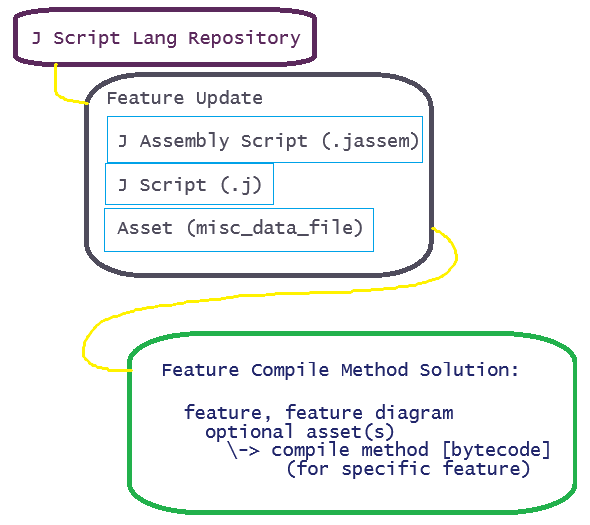 J Script Lang Repository
Feature Update
J Assembly Script (.jassem)
J Script (.j)
Asset (misc_data_file)
Feature Compile Method Solution:
feature, feature diagram
optional asset(s)
\-> compile method [bytecode]
(for specific feature)